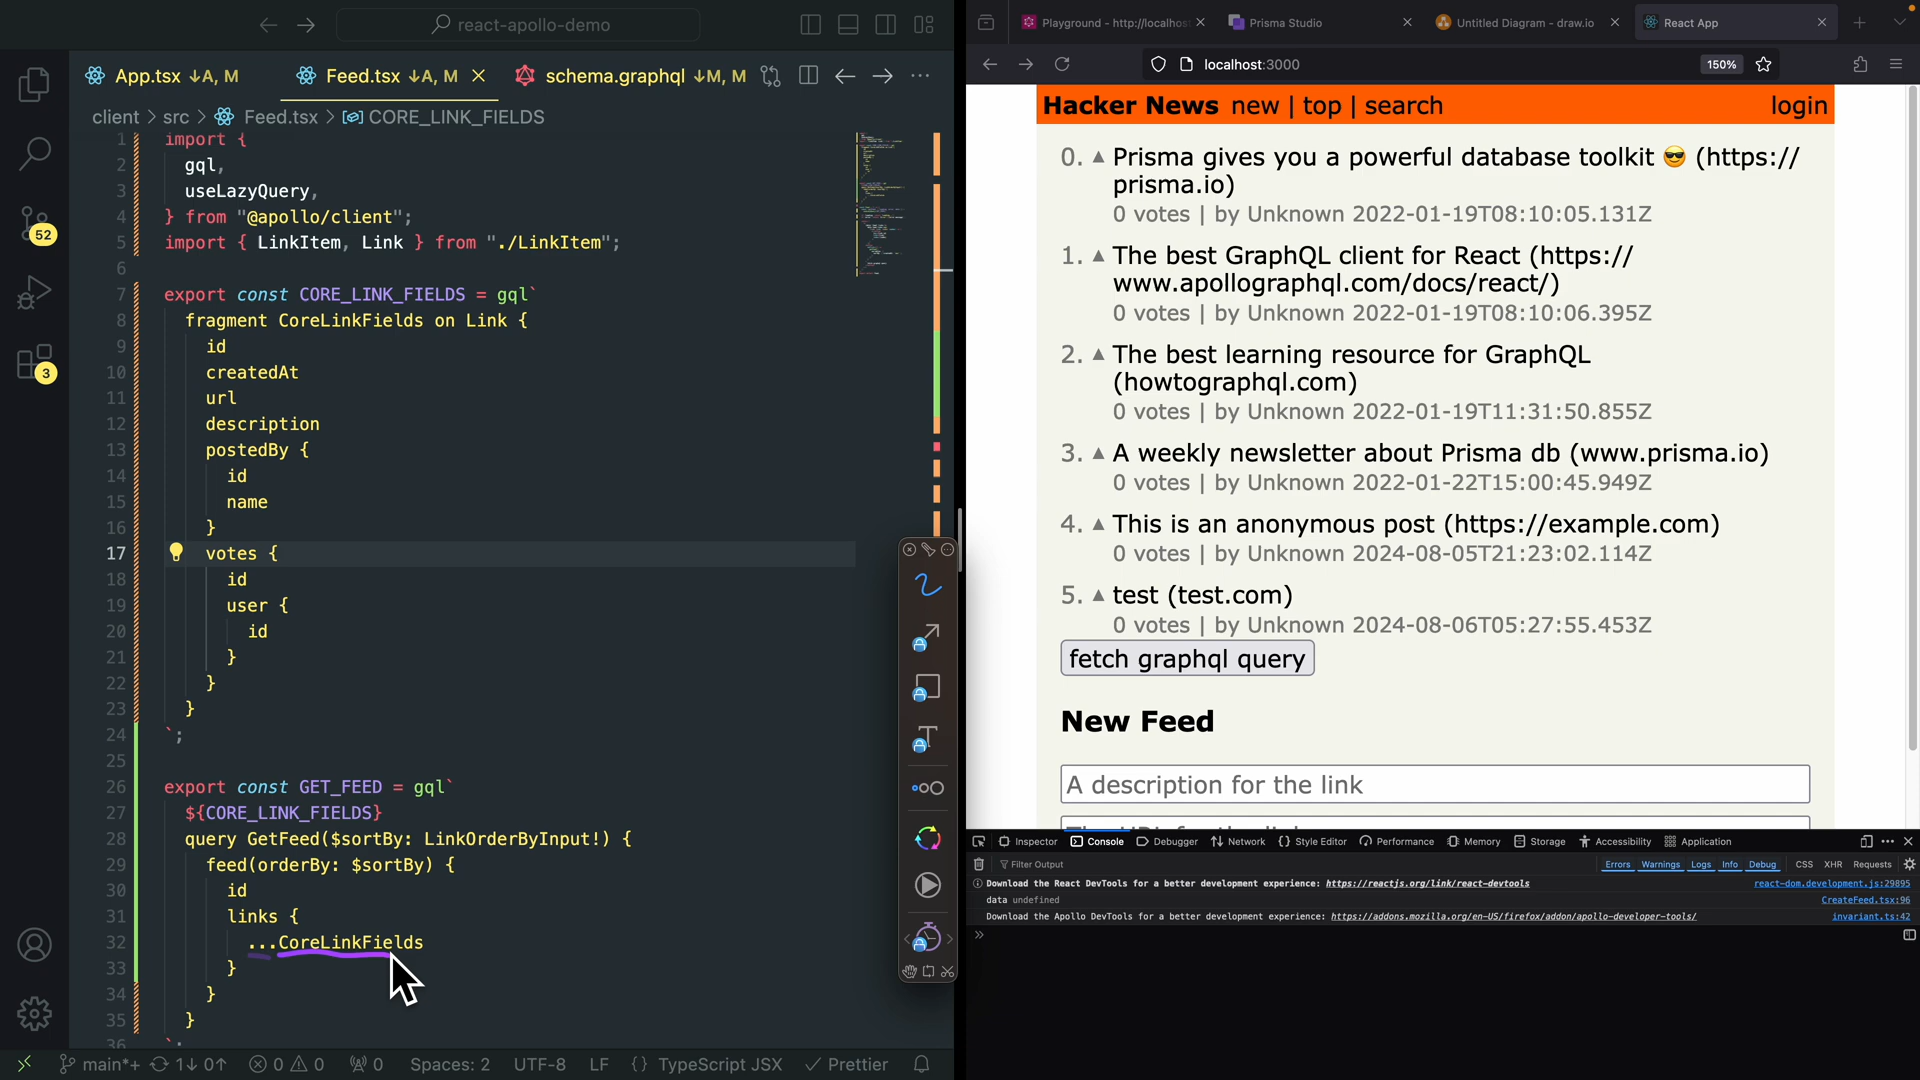 react-apollo-demo
App.tsx ↓A, M
Feed.tsx ↓A, M
schema.graphql ↓M, M
client > src > Feed.tsx > CORE_LINK_FIELDS
1 import {
2 gql,
3 useLazyQuery,
4 } from "@apollo/client";
5 import { LinkItem, Link } from "./LinkItem";
6
7 export const CORE_LINK_FIELDS = gql`
8 fragment CoreLinkFields on Link {
9 id
10 createdAt
11 url
12 description
13 postedBy {
14 id
15 name
16 }
17 votes {
18 id
19 user {
20 id
21 }
22 }
23 }
24 `;
25
26 export const GET_FEED = gql`
27 ${CORE_LINK_FIELDS}
28 query GetFeed($sortBy: LinkOrderByInput!) {
29 feed(orderBy: $sortBy) {
30 id
31 links {
32 ...CoreLinkFields
33 }
34 }
35 }
36 `;
52
3
main*+ 1↓ 0↑ 0 0 0 Spaces: 2 UTF-8 LF {} TypeScript JSX Prettier
Playground - http://localhos
Prisma Studio
Untitled Diagram - draw.io
React App
localhost:3000
150%
Hacker News new | top | search login
0. ▲ Prisma gives you a powerful database toolkit 😎 (https://
prisma.io)
0 votes | by Unknown 2022-01-19T08:10:05.131Z
1. ▲ The best GraphQL client for React (https://
www.apollographql.com/docs/react/)
0 votes | by Unknown 2022-01-19T08:10:06.395Z
2. ▲ The best learning resource for GraphQL
(howtographql.com)
0 votes | by Unknown 2022-01-19T11:31:50.855Z
3. ▲ A weekly newsletter about Prisma db (www.prisma.io)
0 votes | by Unknown 2022-01-22T15:00:45.949Z
4. ▲ This is an anonymous post (https://example.com)
0 votes | by Unknown 2024-08-05T21:23:02.114Z
5. ▲ test (test.com)
0 votes | by Unknown 2024-08-06T05:27:55.453Z
fetch graphql query
New Feed
A description for the link
Inspector Console Debugger Network Style Editor Performance Memory Storage Accessibility Application
Filter Output
Errors Warnings Logs Info Debug CSS XHR Requests
Download the React DevTools for a better development experience: https://reactjs.org/link/react-devtools react-dom.development.js:29895
data undefined CreateFeed.tsx:96
Download the Apollo DevTools for a better development experience: https://addons.mozilla.org/en-US/firefox/addon/apollo-developer-tools/ invariant.ts:42